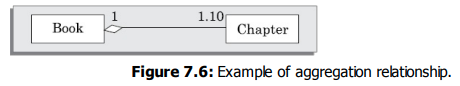 1 1.10
Book Chapter
Figure 7.6: Example of aggregation relationship.